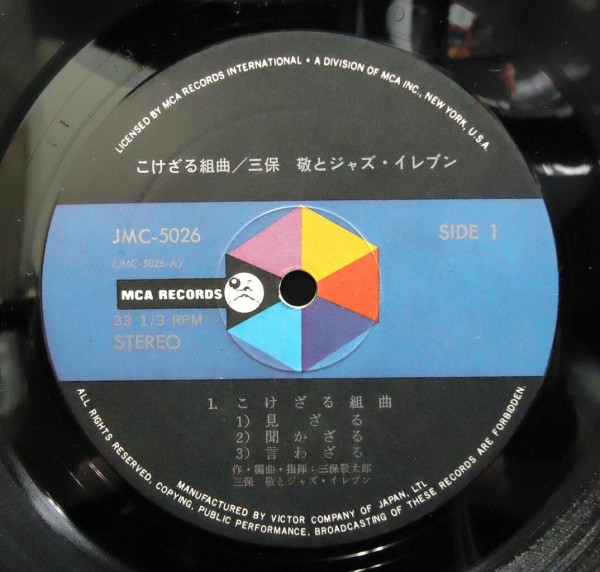 LICENSED BY MCA RECORDS INTERNATIONAL • A DIVISION OF MCA INC., NEW YORK, U.S.A.
こけざる組曲／三保　敬とジャズ・イレブン
JMC-5026
SIDE 1
(JMC-5026-A)
MCA RECORDS
33 1/3 RPM
STEREO
1. こけざる組曲
1) 見ざる
2) 聞かざる
3) 言わざる
作・編曲・指揮：三保敬太郎
三保　敬とジャズ・イレブン
MANUFACTURED BY VICTOR COMPANY OF JAPAN, LTD.
ALL RIGHTS RESERVED, COPYING, PUBLIC PERFORMANCE, BROADCASTING OF THESE RECORDS ARE FORBIDDEN.